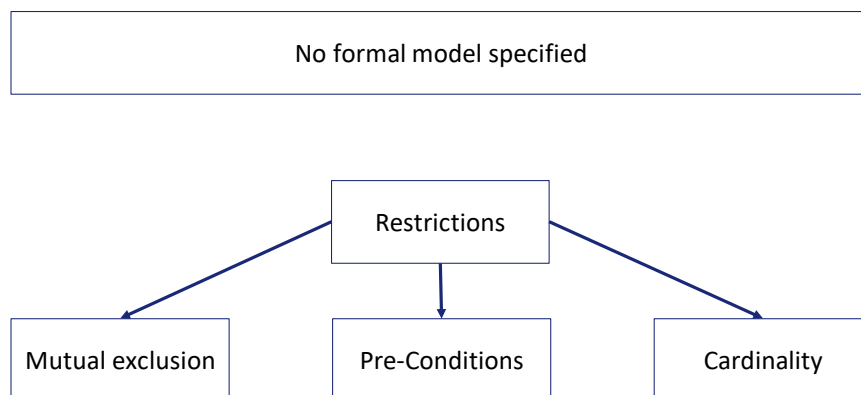 No formal model specified
Restrictions
Mutual exclusion
Pre-Conditions
Cardinality